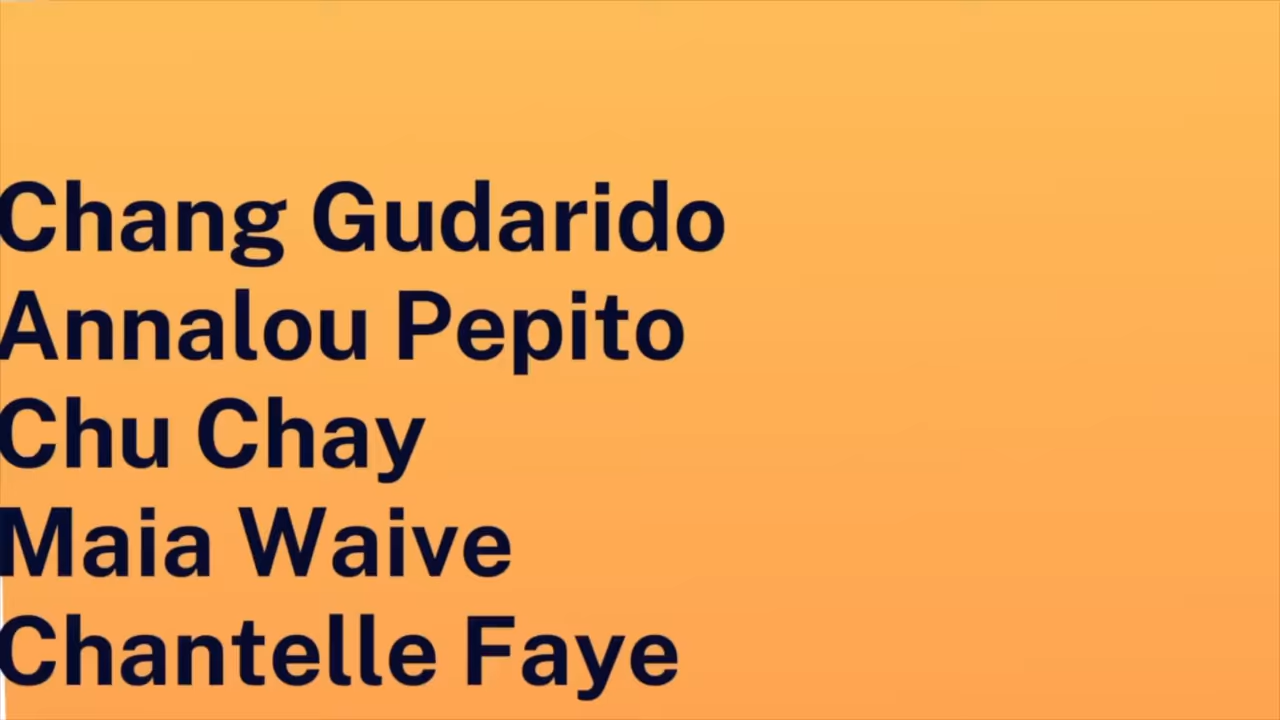 Chang Gudarido
Annalou Pepito
Chu Chay
Maia Waive
Chantelle Faye